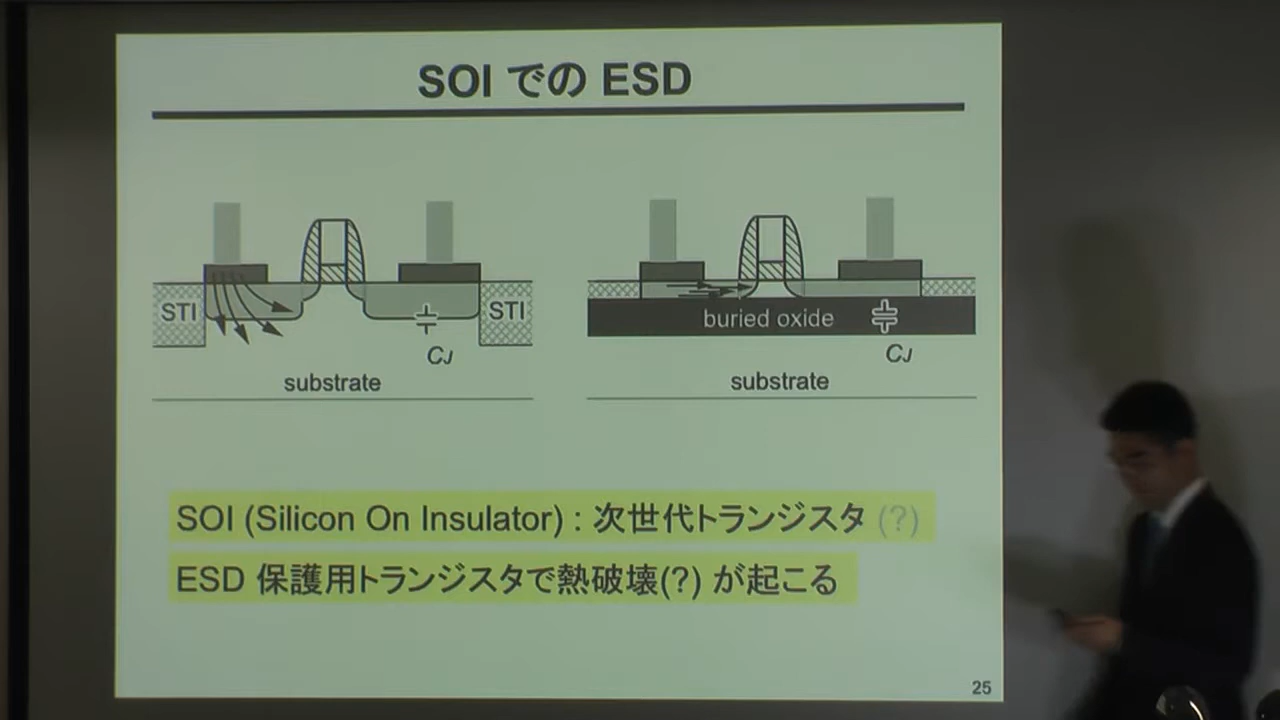 SOI での ESD
STI
STI
CJ
substrate
buried oxide
CJ
substrate
SOI (Silicon On Insulator) : 次世代トランジスタ (?)
ESD 保護用トランジスタで熱破壊(?) が起こる
25